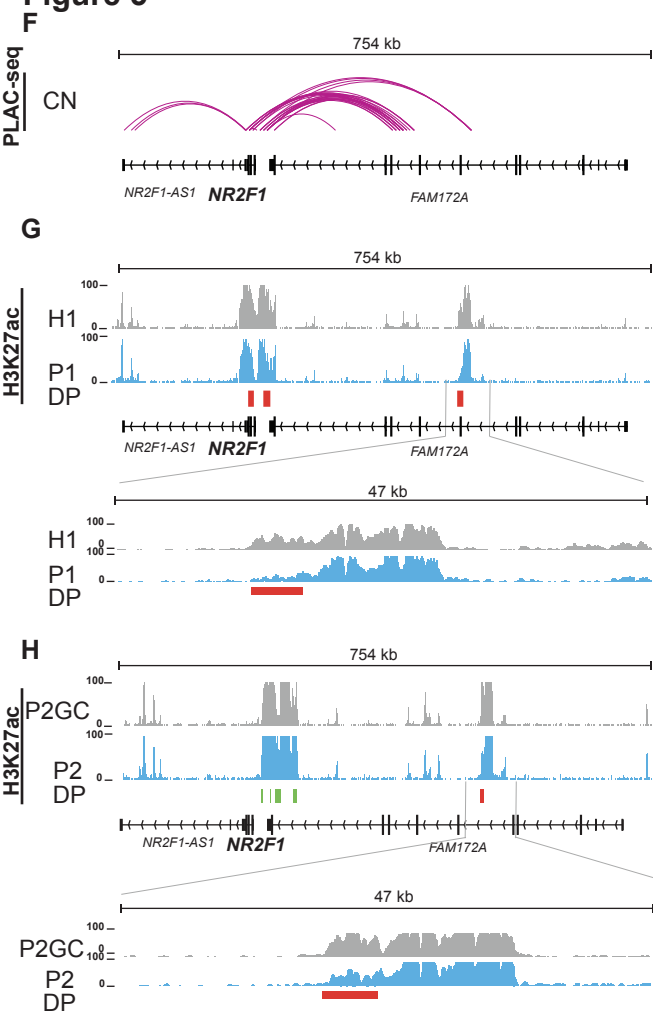 F
754 kb
PLAC-seq
CN
NR2F1-AS1 NR2F1 FAM172A
G
754 kb
H3K27ac
100
H1
0
100
P1
0
DP
NR2F1-AS1 NR2F1 FAM172A
47 kb
100
H1
0
100
P1
0
DP
H
754 kb
H3K27ac
100
P2GC
0
100
P2
0
DP
NR2F1-AS1 NR2F1 FAM172A
47 kb
100
P2GC
0
100
P2
0
DP